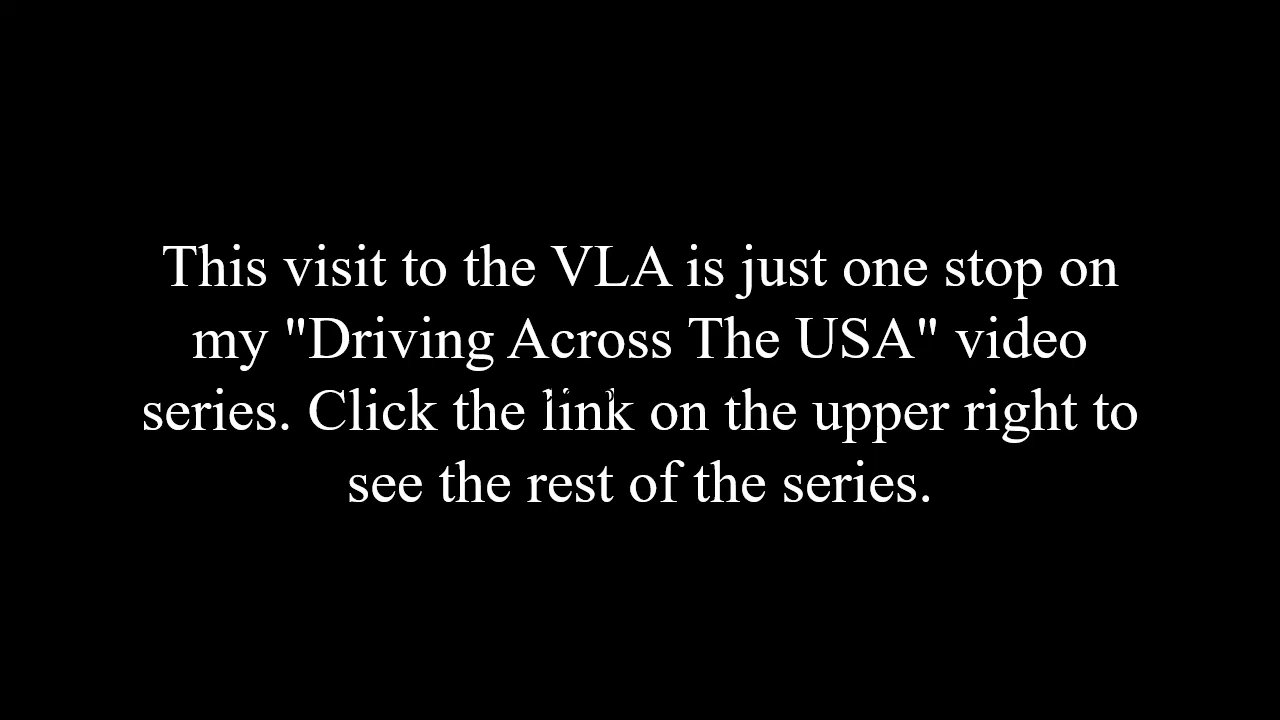 This visit to the VLA is just one stop on
my "Driving Across The USA" video
series. Click the link on the upper right to
see the rest of the series.